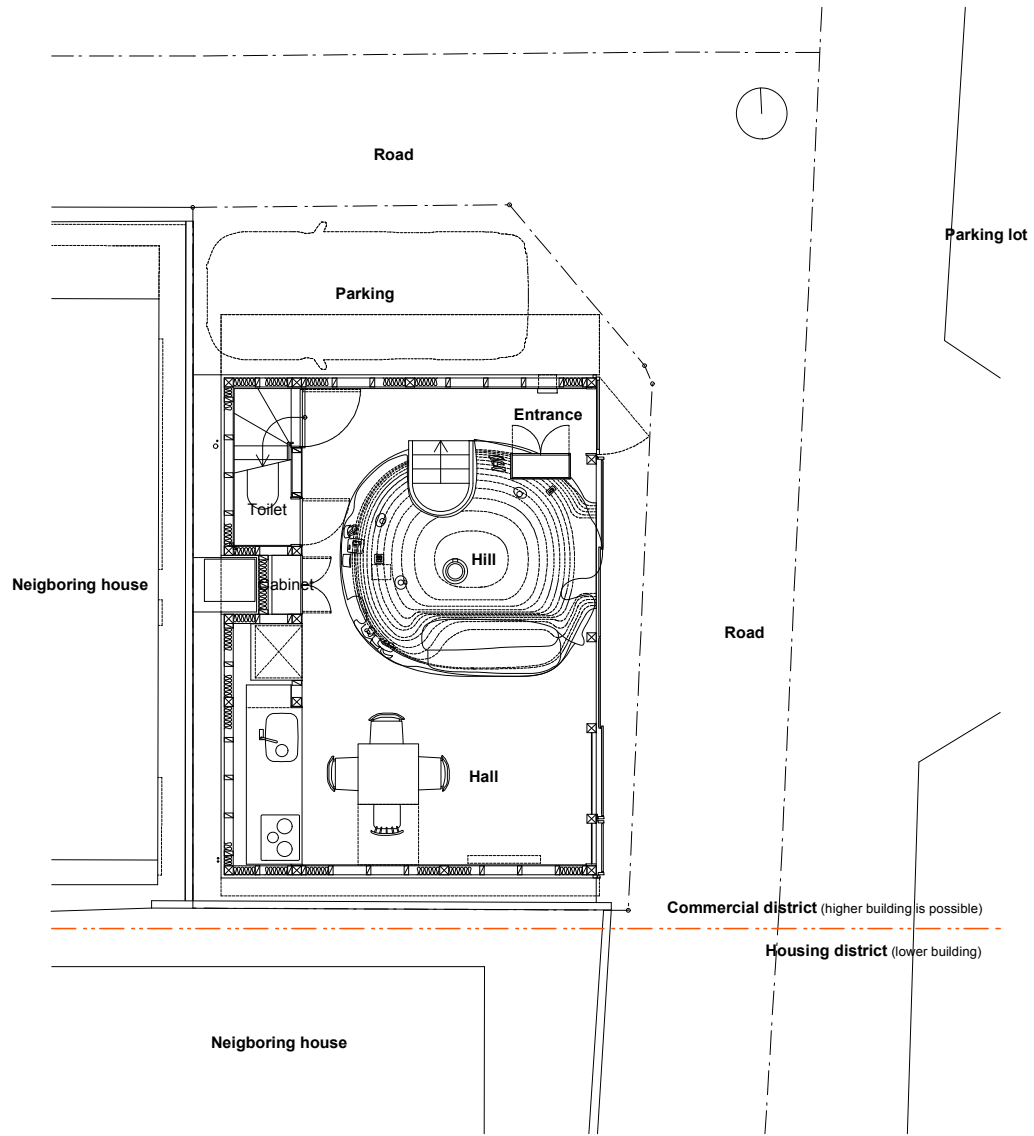 Road
Parking lot
Parking
Entrance
Toilet
Hill
Neigboring house
Cabinet
Road
Hall
Commercial district (higher building is possible)
Housing district (lower building)
Neigboring house